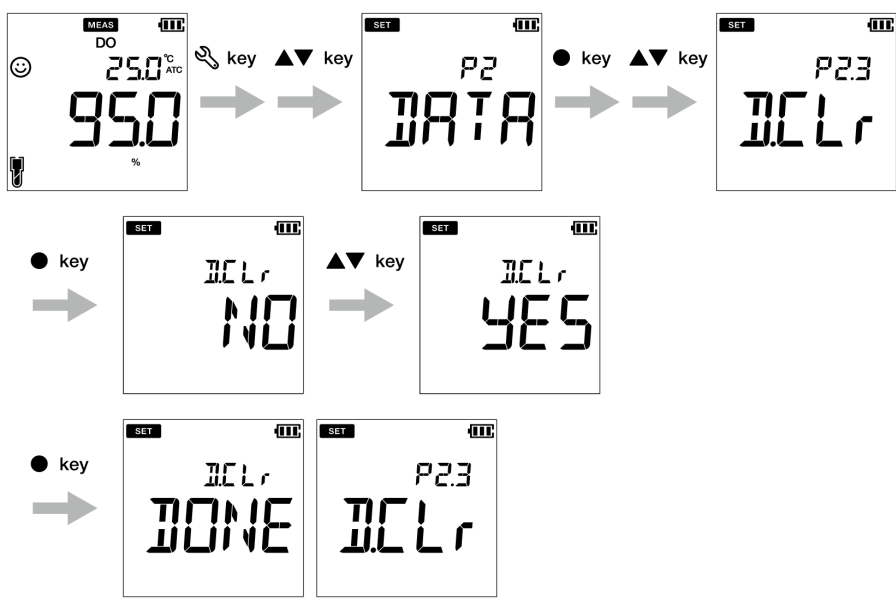 MEAS
DO
25.0 °C
ATC
95.0
%
key ▲▼ key
SET
P2
DATA
● key ▲▼ key
SET
P2.3
D.CLr
● key
SET
D.CLr
NO
▲▼ key
SET
D.CLr
YES
● key
SET
D.CLr
DONE
SET
P2.3
D.CLr